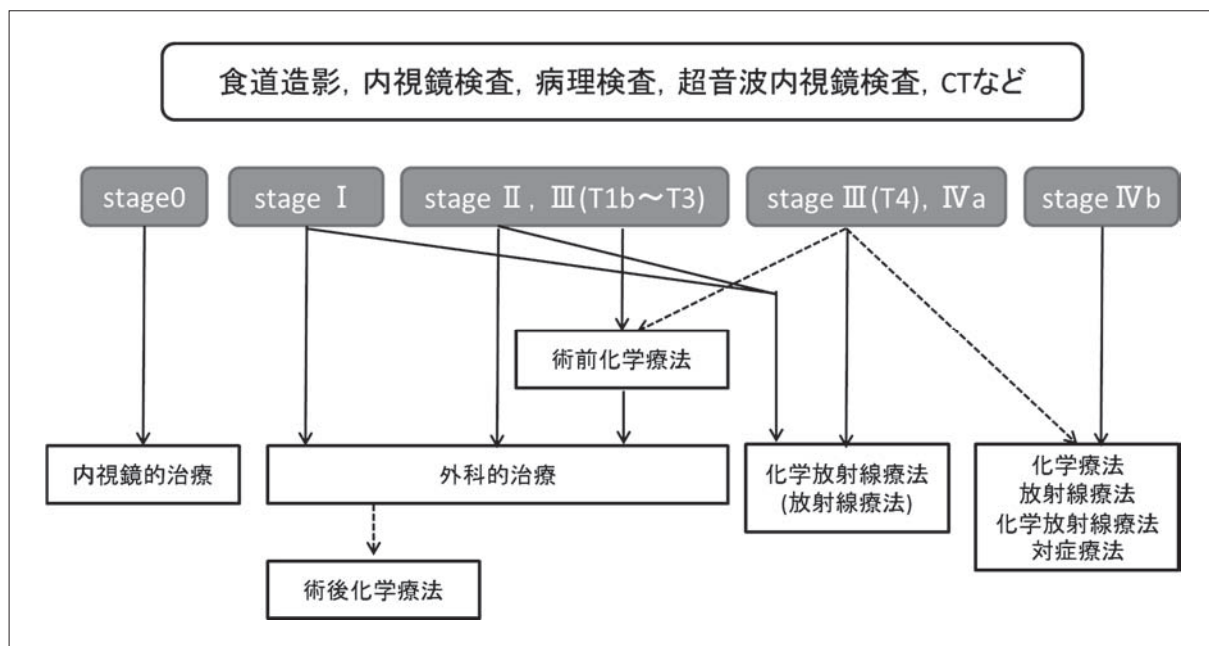 食道造影, 内視鏡検査, 病理検査, 超音波内視鏡検査, CTなど
stage0
stage Ⅰ
stage Ⅱ, Ⅲ(T1b～T3)
stage Ⅲ(T4), Ⅳa
stage Ⅳb
術前化学療法
内視鏡的治療
外科的治療
化学放射線療法
(放射線療法)
化学療法
放射線療法
化学放射線療法
対症療法
術後化学療法